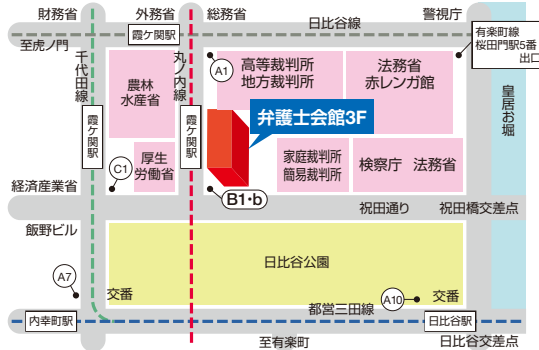 財務省
外務省
総務省
警視庁
日比谷線
霞ケ関駅
至虎ノ門
有楽町線
桜田門駅5番
出口
千代田線
丸ノ内線
A1
高等裁判所
地方裁判所
法務省
赤レンガ館
農林
水産省
皇居お堀
弁護士会館3F
霞ケ関駅
霞ケ関駅
厚生
労働省
家庭裁判所
簡易裁判所
検察庁 法務省
C1
経済産業省
B1・b
祝田通り
祝田橋交差点
飯野ビル
日比谷公園
A7
交番
A10
交番
都営三田線
内幸町駅
日比谷駅
至有楽町
日比谷交差点